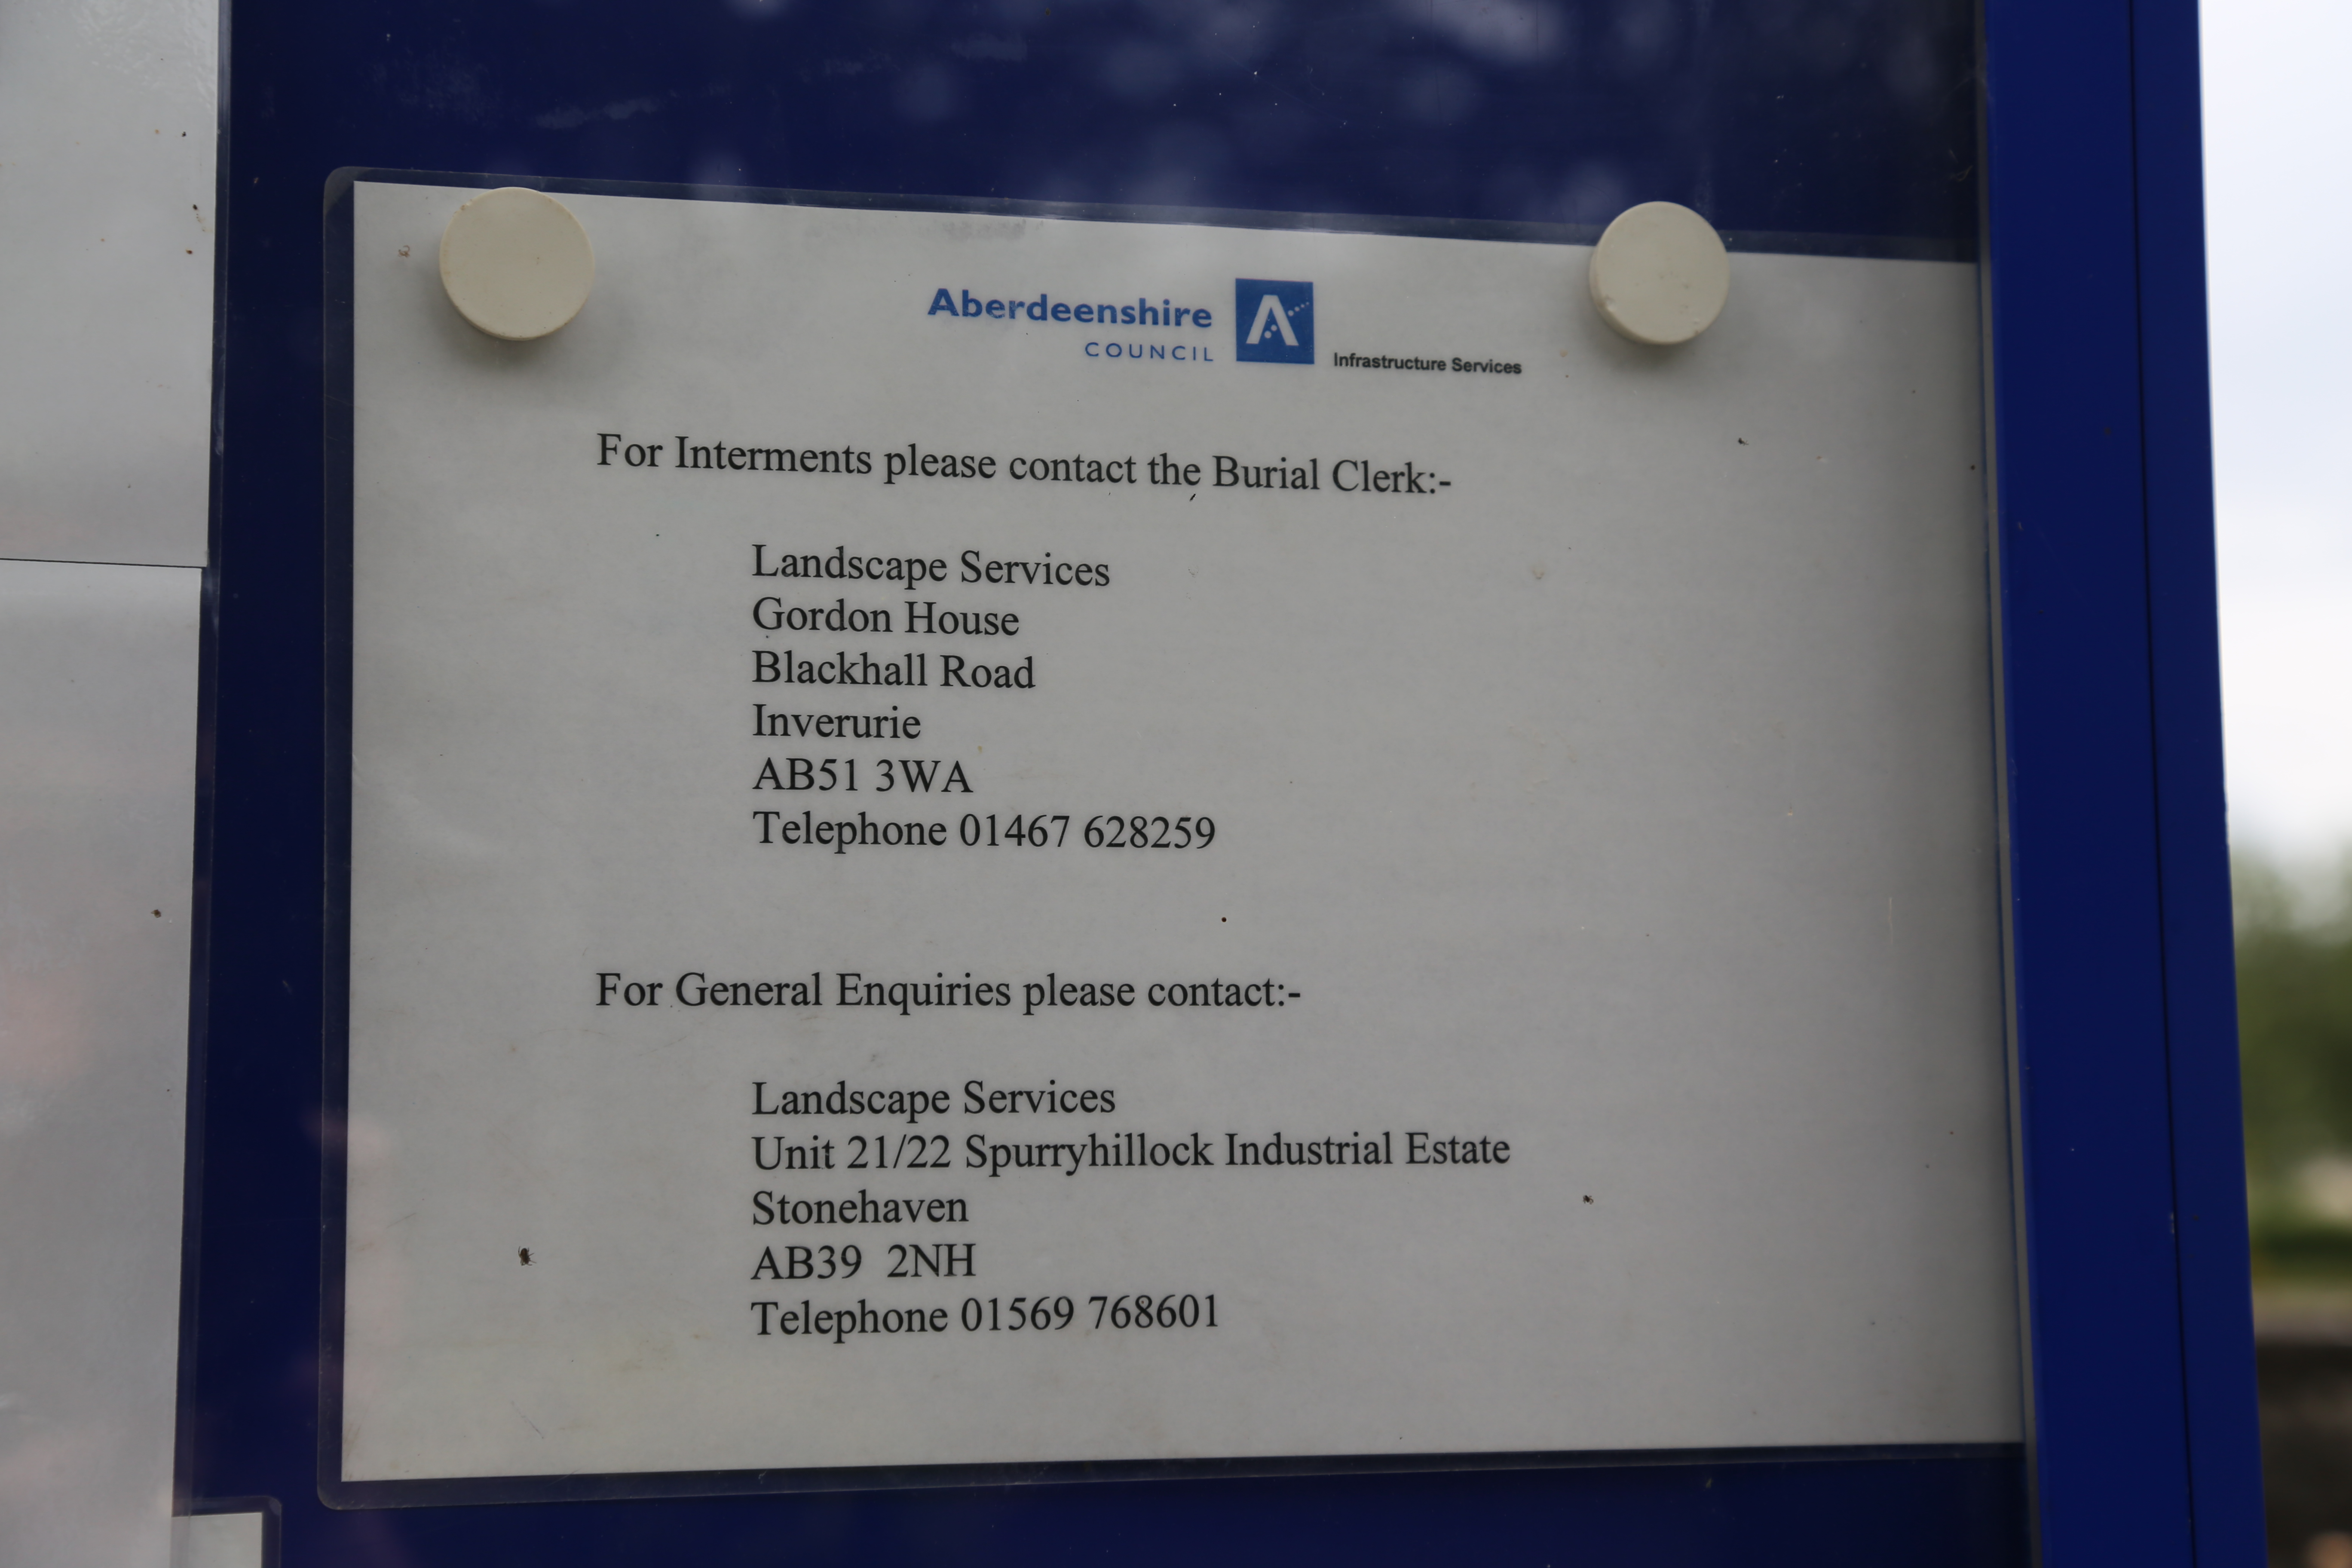 Aberdeenshire
COUNCIL
Infrastructure Services
For Interments please contact the Burial Clerk:-
Landscape Services
Gordon House
Blackhall Road
Inverurie
AB51 3WA
Telephone 01467 628259
For General Enquiries please contact:-
Landscape Services
Unit 21/22 Spurryhillock Industrial Estate
Stonehaven
AB39  2NH
Telephone 01569 768601